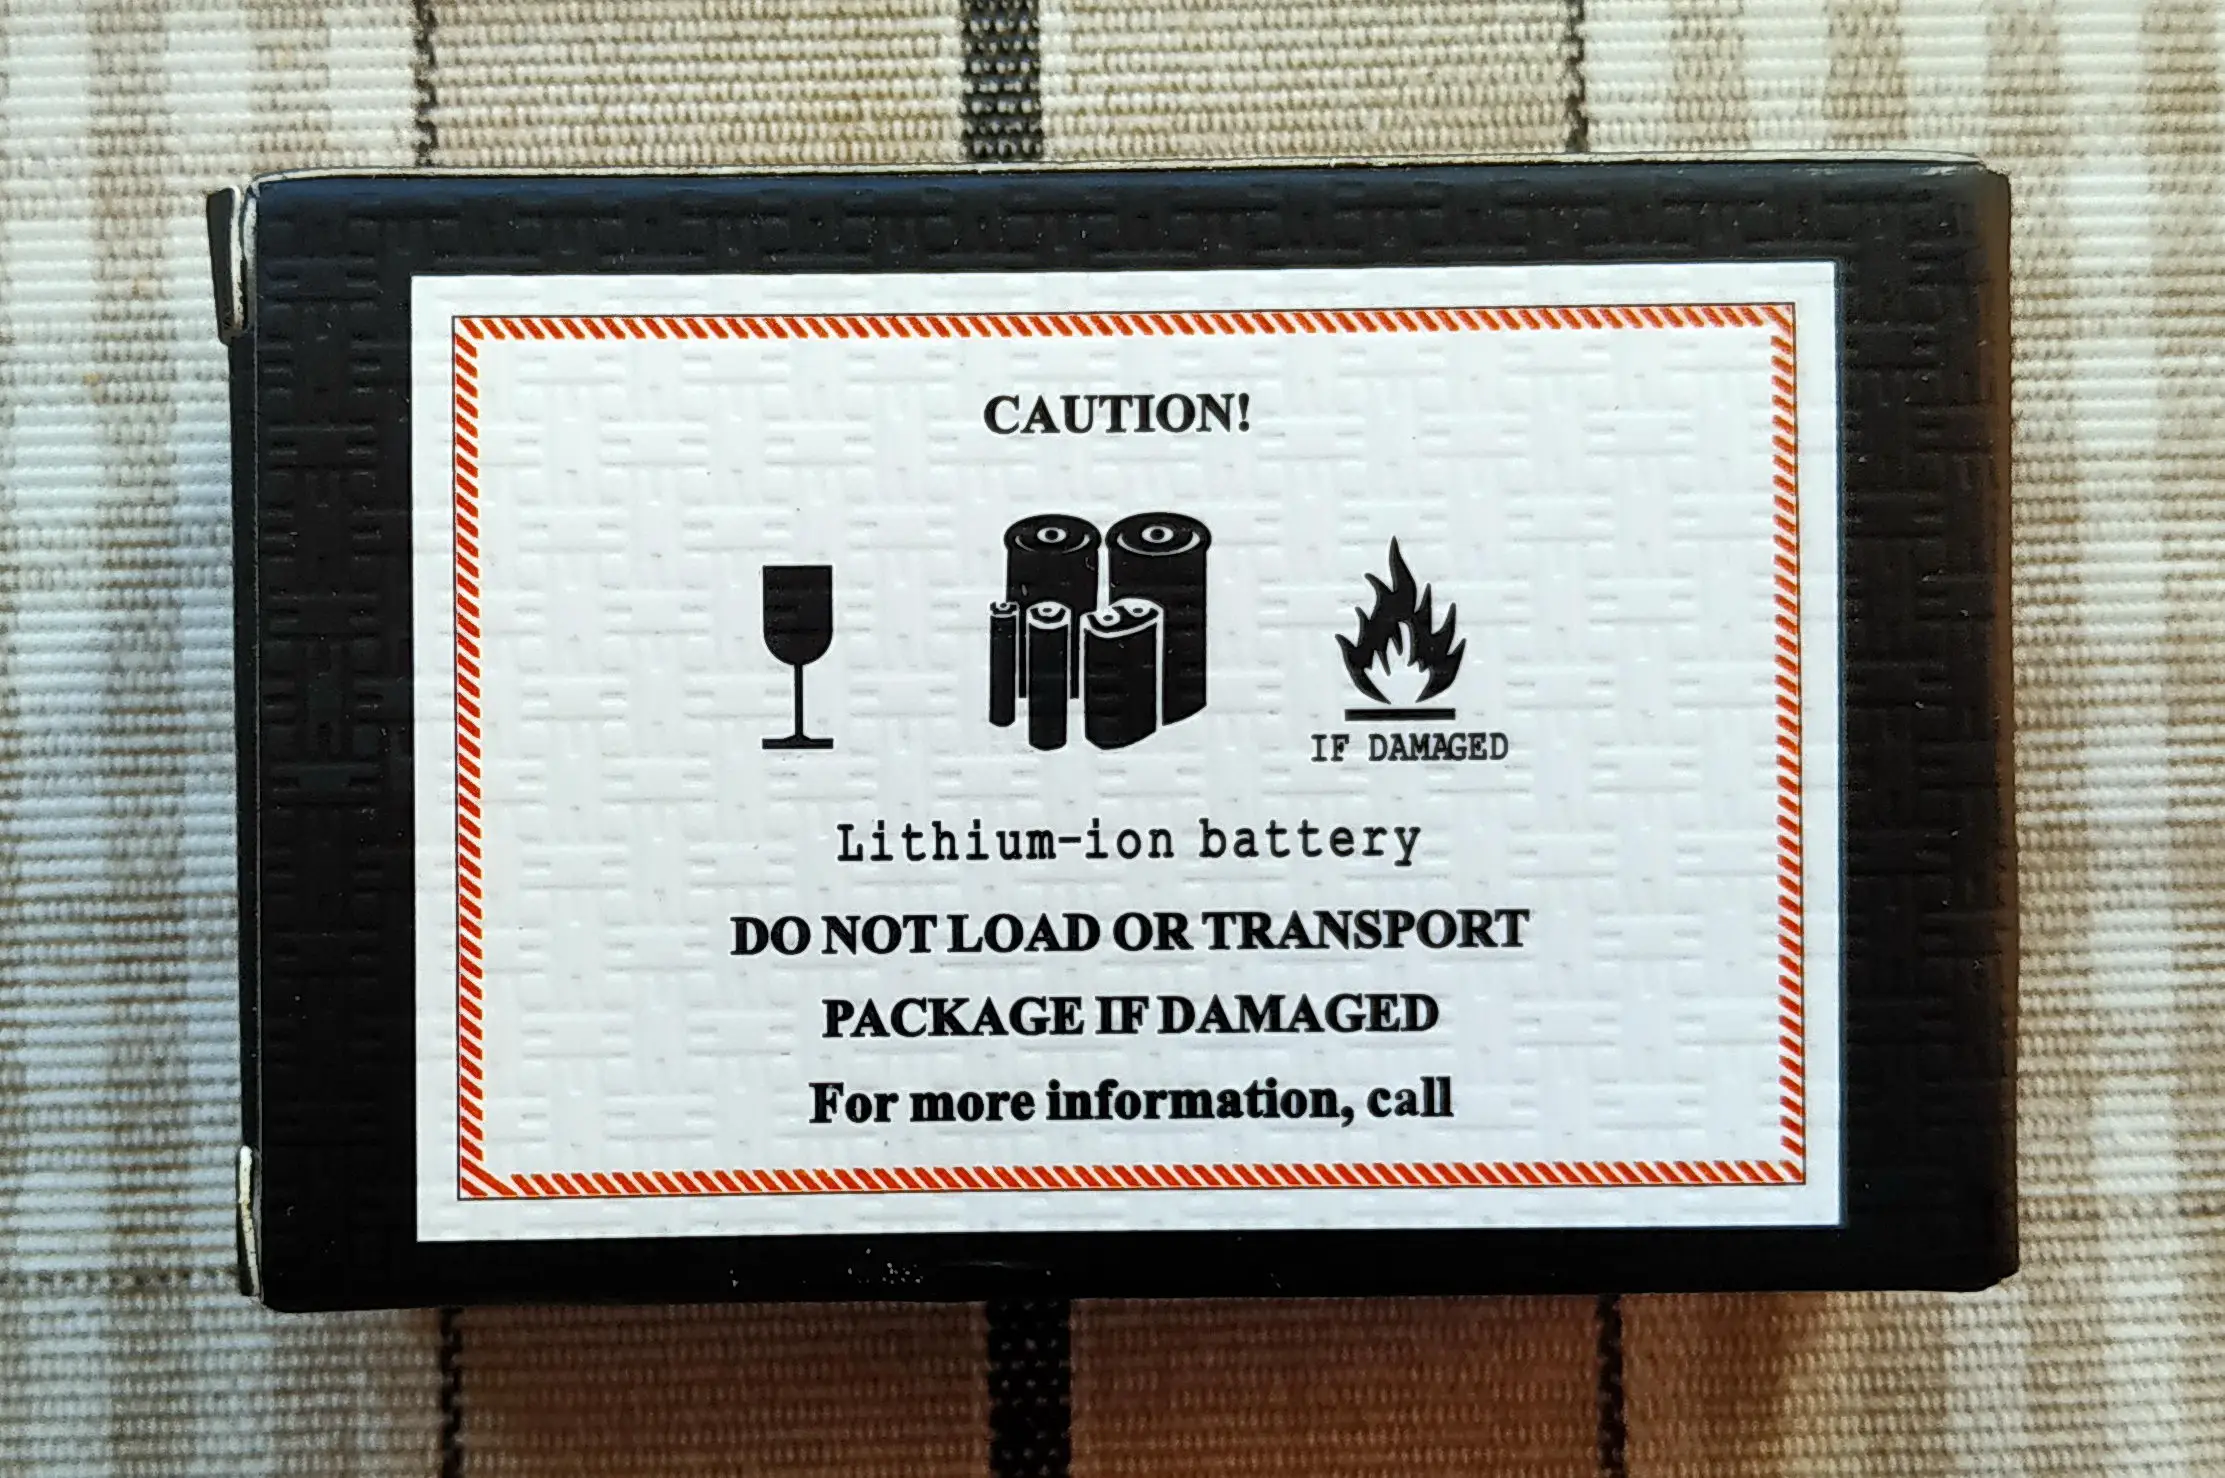 CAUTION!
IF DAMAGED
Lithium-ion battery
DO NOT LOAD OR TRANSPORT
PACKAGE IF DAMAGED
For more information, call